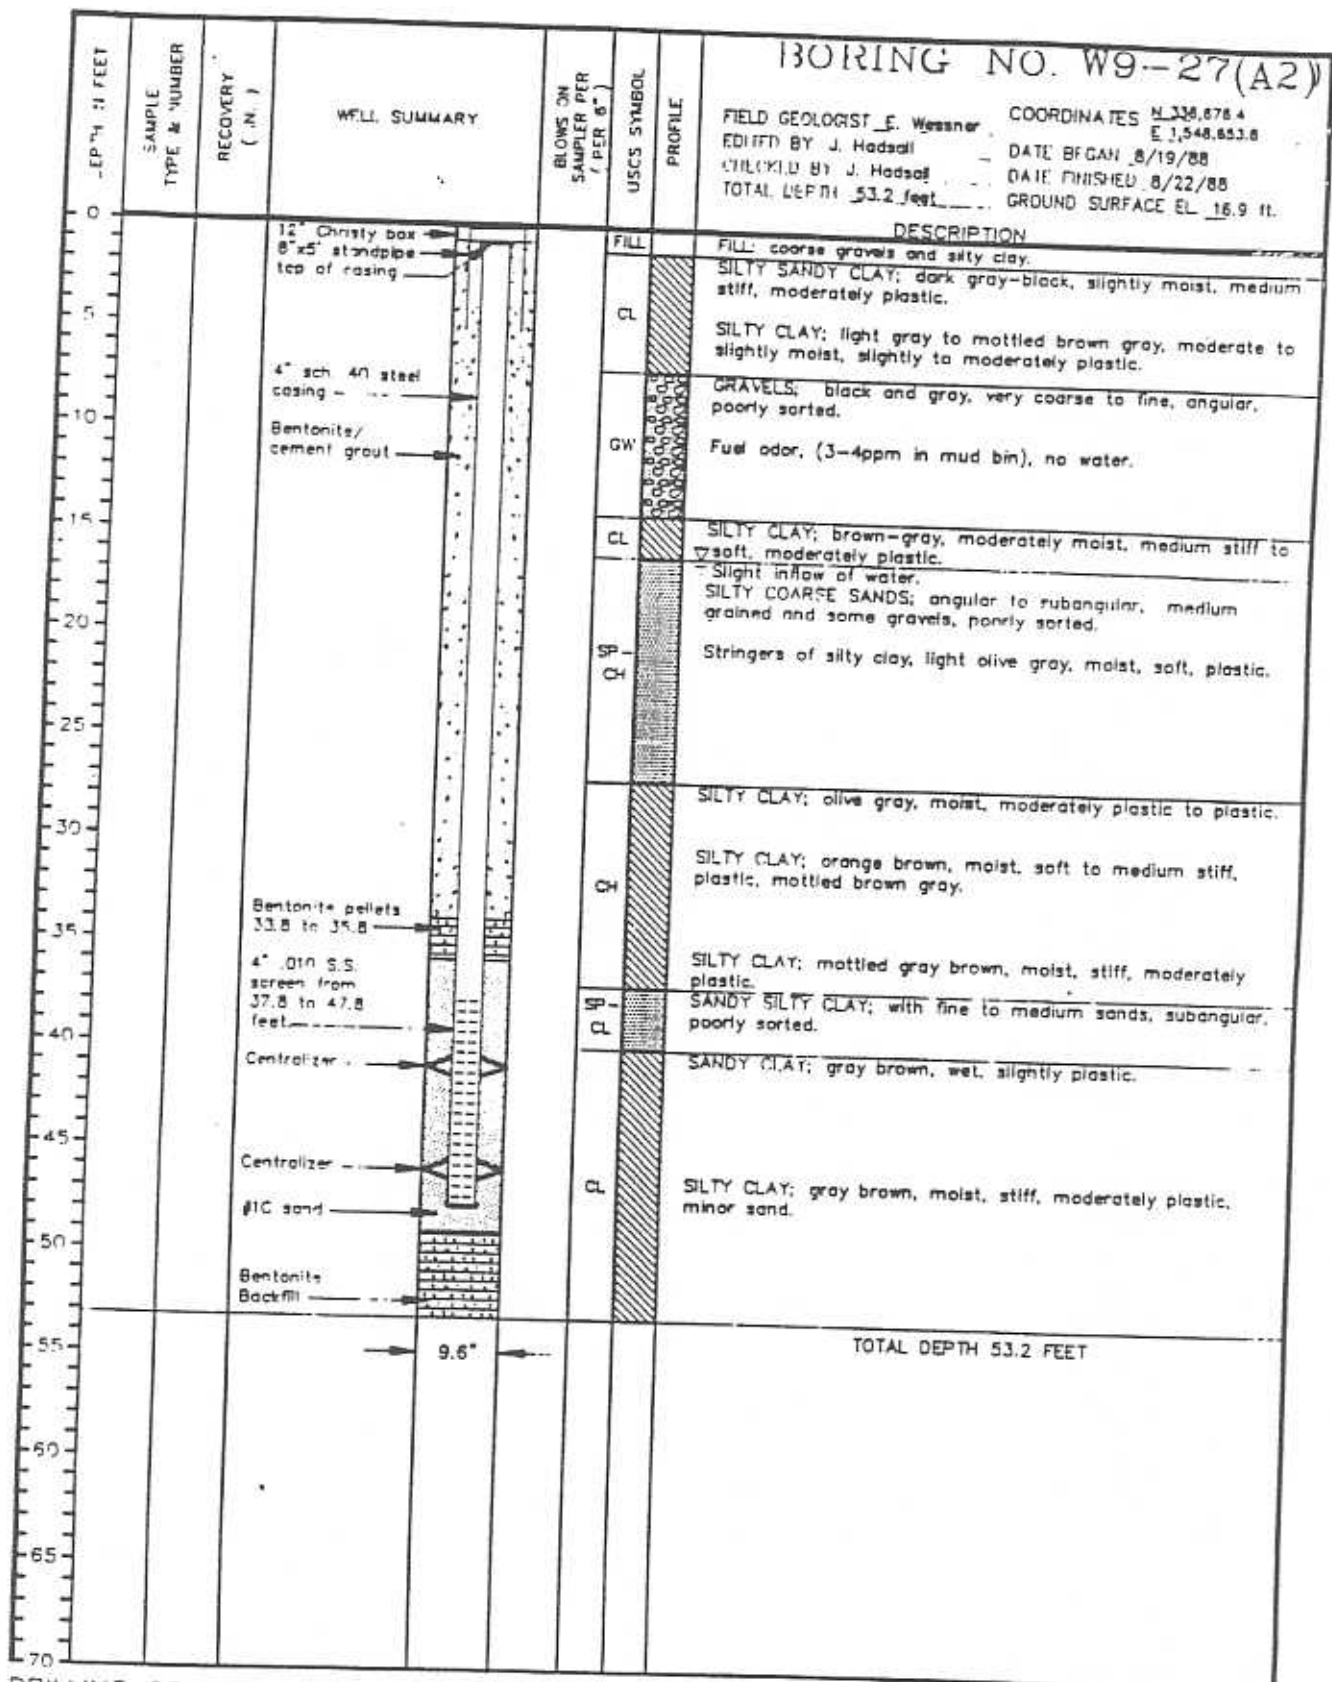 BORING NO. W9-27(A2)
DEPTH IN FEET
SAMPLE
TYPE & NUMBER
RECOVERY
(IN.)
WELL SUMMARY
BLOWS ON
SAMPLER PER
( PER 6")
USCS SYMBOL
PROFILE
FIELD GEOLOGIST E. Wessner
EDITED BY J. Hadsall
CHECKED BY J. Hadsall
TOTAL DEPTH 53.2 feet
COORDINATES N 336,676.4
E 1,548,653.6
DATE BEGAN 8/19/88
DATE FINISHED 8/22/88
GROUND SURFACE EL 16.9 ft.
DESCRIPTION
0
5
10
15
20
25
30
35
40
45
50
55
60
65
70
12" Christy box
8"x5' standpipe
top of casing
4" sch. 40 steel
casing
Bentonite/
cement grout
Bentonite pellets
33.8 to 35.8
4" .010 S.S.
screen from
37.8 to 47.8
feet
Centralizer
Centralizer
#1C sand
Bentonite
Backfill
9.6"
FILL
CL
GW
CL
SP-
CH
CH
SP-
CL
CL
FILL: coarse gravels and silty clay.
SILTY SANDY CLAY; dark gray-black, slightly moist, medium
stiff, moderately plastic.
SILTY CLAY; light gray to mottled brown gray, moderate to
slightly moist, slightly to moderately plastic.
GRAVELS; black and gray, very coarse to fine, angular,
poorly sorted.
Fuel odor, (3-4ppm in mud bin), no water.
SILTY CLAY; brown-gray, moderately moist, medium stiff to
soft, moderately plastic.
Slight inflow of water.
SILTY COARSE SANDS; angular to subangular, medium
grained and some gravels, poorly sorted.
Stringers of silty clay, light olive gray, moist, soft, plastic.
SILTY CLAY; olive gray, moist, moderately plastic to plastic.
SILTY CLAY; orange brown, moist, soft to medium stiff,
plastic, mottled brown gray.
SILTY CLAY; mottled gray brown, moist, stiff, moderately
plastic.
SANDY SILTY CLAY; with fine to medium sands, subangular,
poorly sorted.
SANDY CLAY; gray brown, wet, slightly plastic.
SILTY CLAY; gray brown, moist, stiff, moderately plastic,
minor sand.
TOTAL DEPTH 53.2 FEET